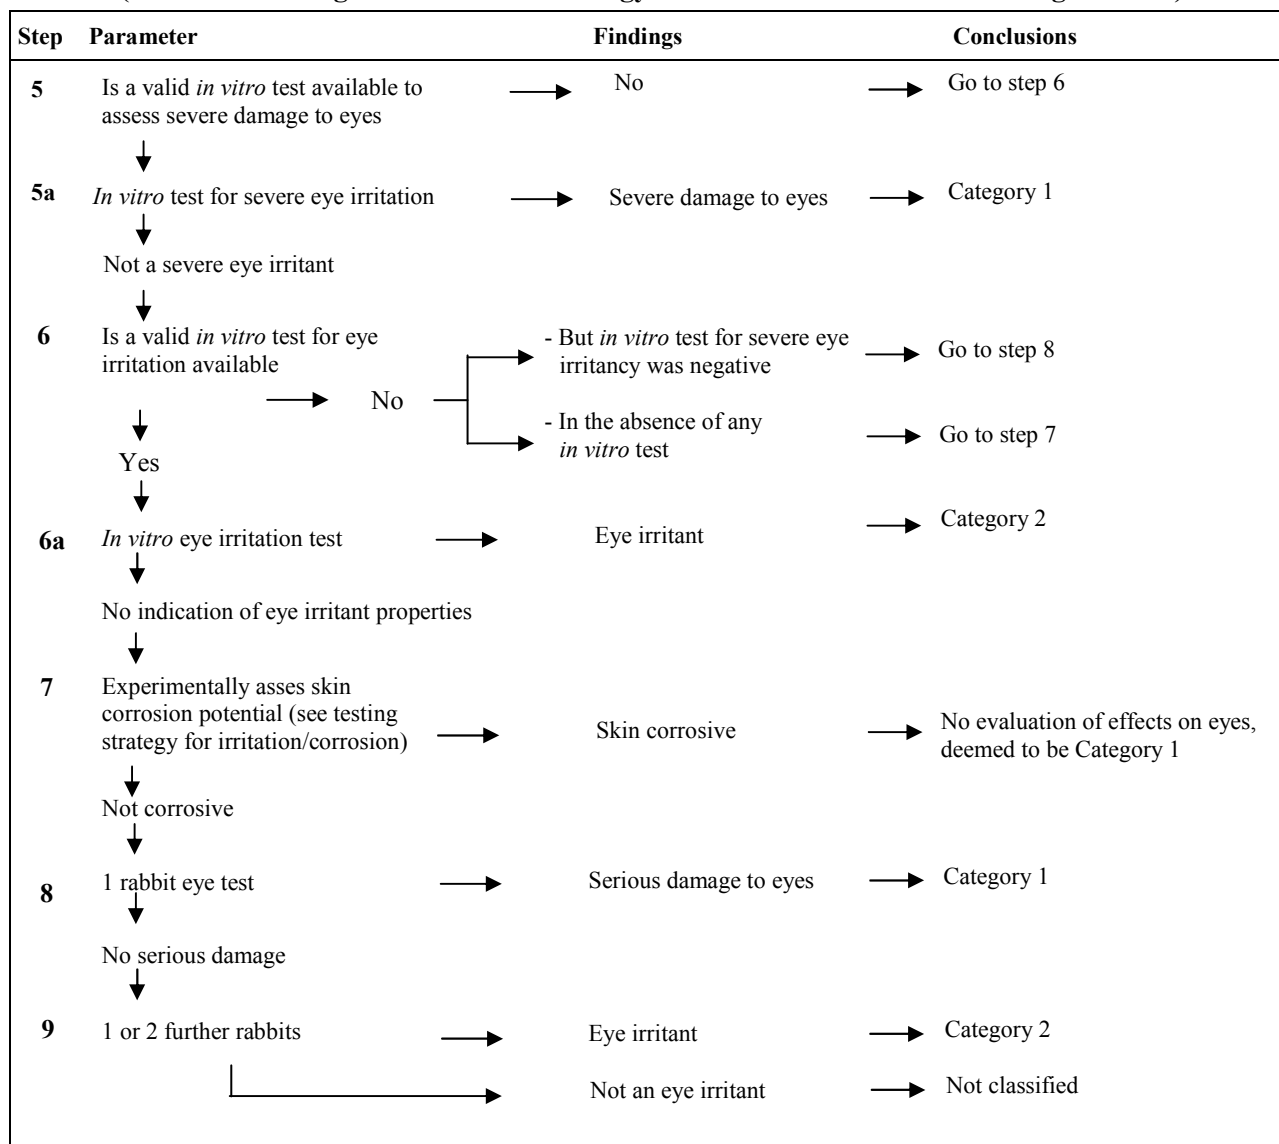 Step Parameter Findings Conclusions
5 Is a valid in vitro test available to
assess severe damage to eyes
No
Go to step 6
5a In vitro test for severe eye irritation
Severe damage to eyes
Category 1
Not a severe eye irritant
6 Is a valid in vitro test for eye
irritation available
No
- But in vitro test for severe eye
irritancy was negative
Go to step 8
- In the absence of any
in vitro test
Go to step 7
Yes
6a In vitro eye irritation test
Eye irritant
Category 2
No indication of eye irritant properties
7 Experimentally asses skin
corrosion potential (see testing
strategy for irritation/corrosion)
Skin corrosive
No evaluation of effects on eyes,
deemed to be Category 1
Not corrosive
8 1 rabbit eye test
Serious damage to eyes
Category 1
No serious damage
9 1 or 2 further rabbits
Eye irritant
Category 2
Not an eye irritant
Not classified